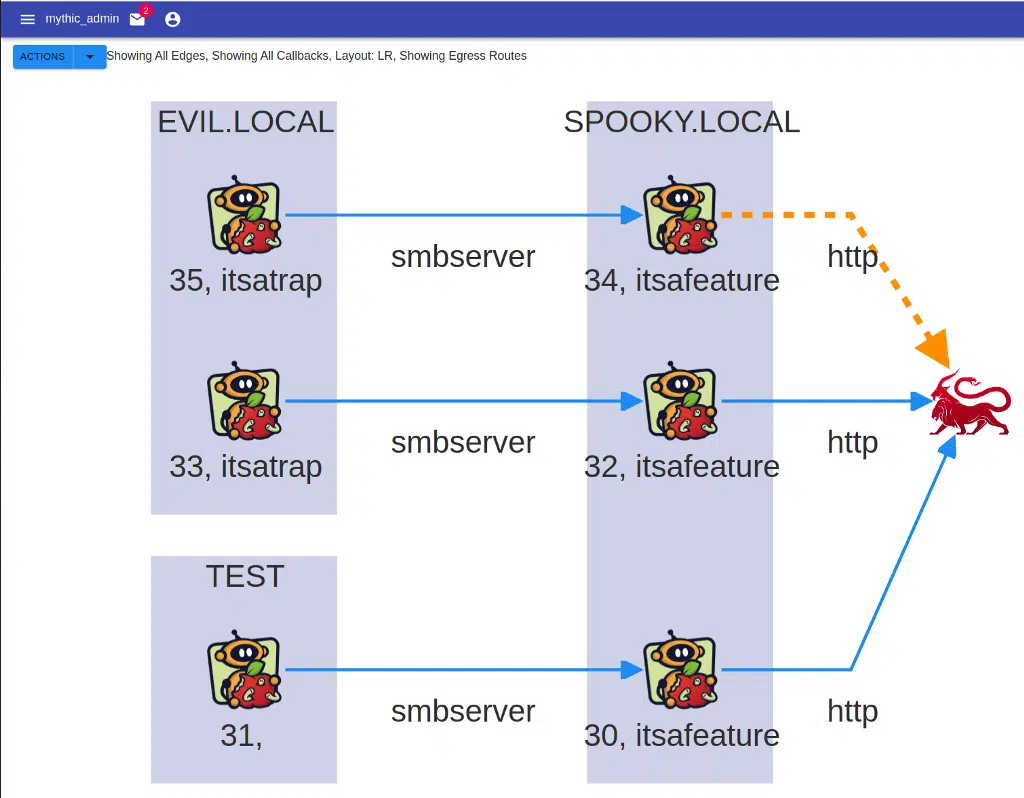 mythic_admin
2
ACTIONS
Showing All Edges, Showing All Callbacks, Layout: LR, Showing Egress Routes
EVIL.LOCAL
SPOOKY.LOCAL
smbserver
http
35, itsatrap
34, itsafeature
smbserver
http
33, itsatrap
32, itsafeature
TEST
smbserver
http
31,
30, itsafeature